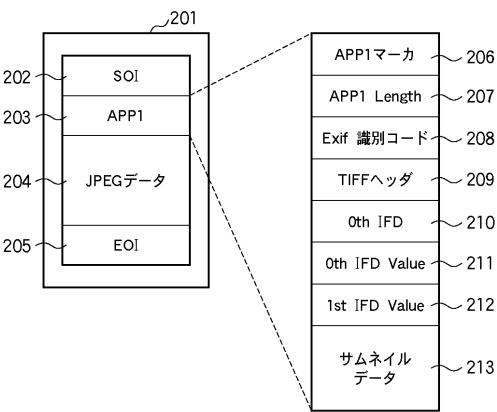 201
202 SOI
203 APP1
204 JPEGデータ
205 EOI
APP1マーカ 206
APP1 Length 207
Exif 識別コード 208
TIFFヘッダ 209
0th IFD 210
0th IFD Value 211
1st IFD Value 212
サムネイル
データ 213